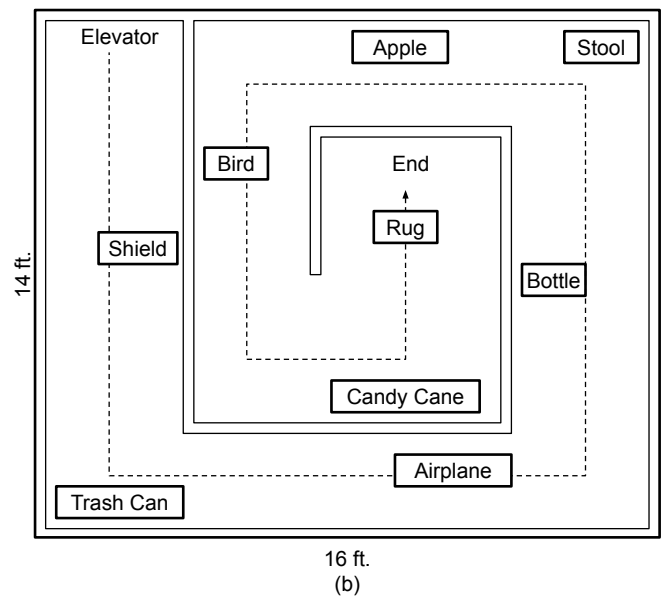 Elevator
Apple
Stool
Bird
End
Shield
Rug
14 ft.
Bottle
Candy Cane
Airplane
Trash Can
16 ft.
(b)